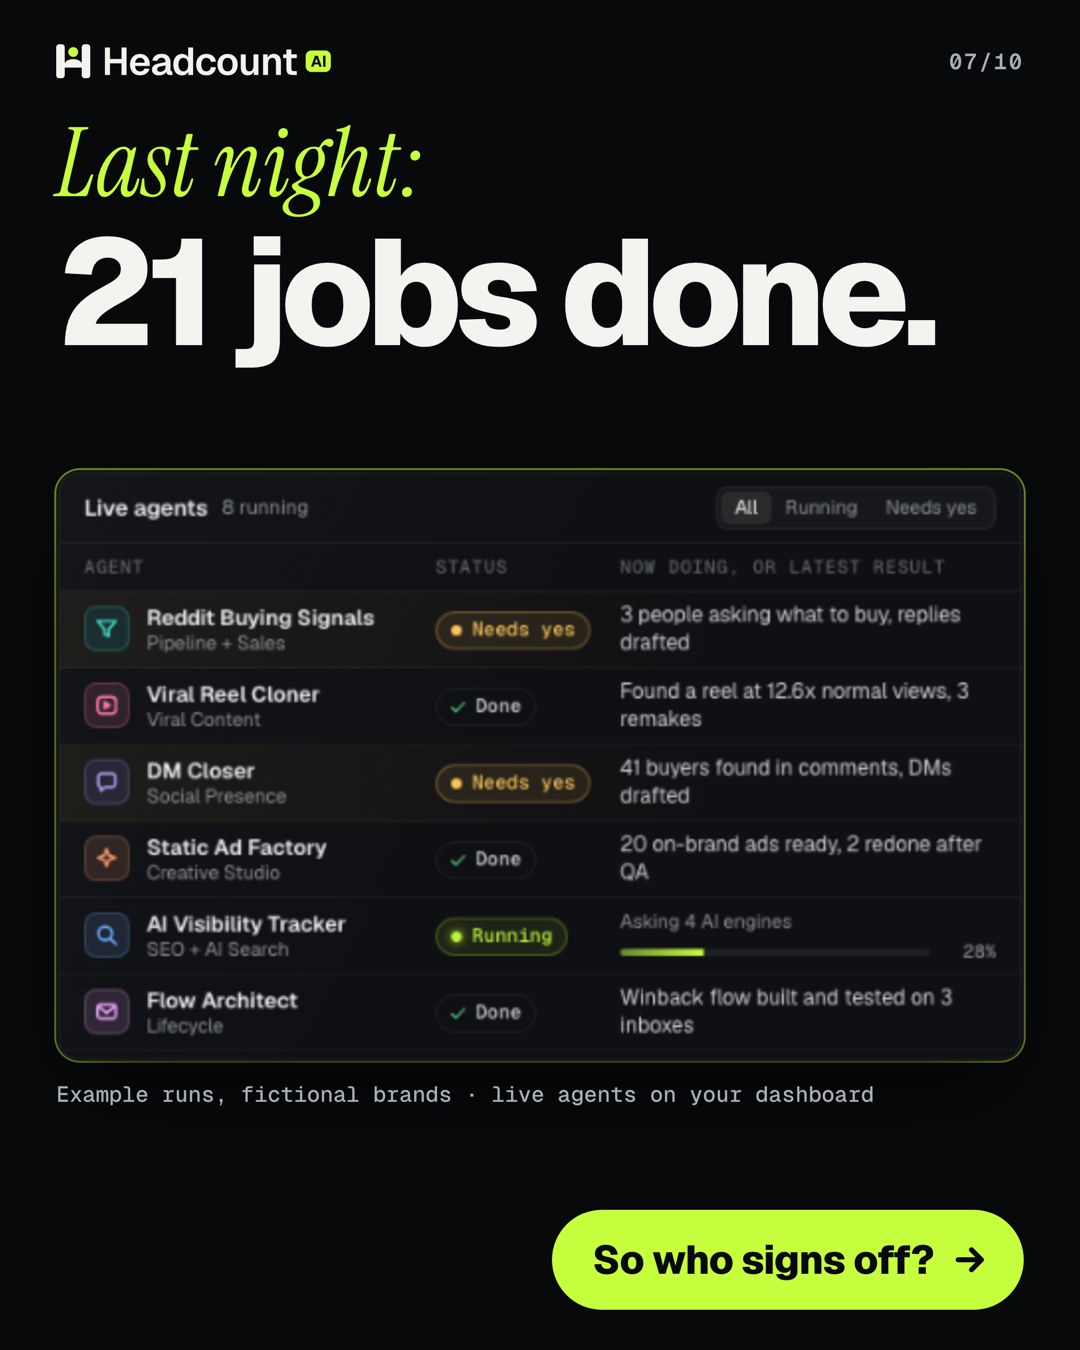 Headcount AI
07/10
Last night:
21 jobs done.
Live agents 8 running
All Running Needs yes
AGENT STATUS NOW DOING, OR LATEST RESULT
Reddit Buying Signals
Pipeline + Sales
Needs yes
3 people asking what to buy, replies
drafted
Viral Reel Cloner
Viral Content
Done
Found a reel at 12.6x normal views, 3
remakes
DM Closer
Social Presence
Needs yes
41 buyers found in comments, DMs
drafted
Static Ad Factory
Creative Studio
Done
20 on-brand ads ready, 2 redone after
QA
AI Visibility Tracker
SEO + AI Search
Running
Asking 4 AI engines
28%
Flow Architect
Lifecycle
Done
Winback flow built and tested on 3
inboxes
Example runs, fictional brands · live agents on your dashboard
So who signs off? →